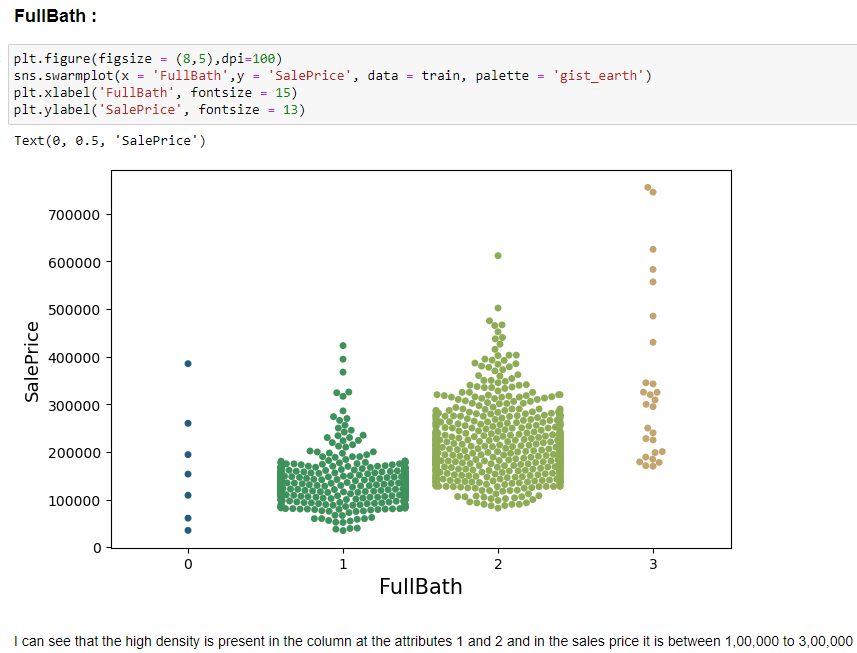 FullBath :
plt.figure(figsize = (8,5),dpi=100)
sns.swarmplot(x = 'FullBath',y = 'SalePrice', data = train, palette = 'gist_earth')
plt.xlabel('FullBath', fontsize = 15)
plt.ylabel('SalePrice', fontsize = 13)
Text(0, 0.5, 'SalePrice')
SalePrice
700000
600000
500000
400000
300000
200000
100000
0
0 1 2 3
FullBath
I can see that the high density is present in the column at the attributes 1 and 2 and in the sales price it is between 1,00,000 to 3,00,000